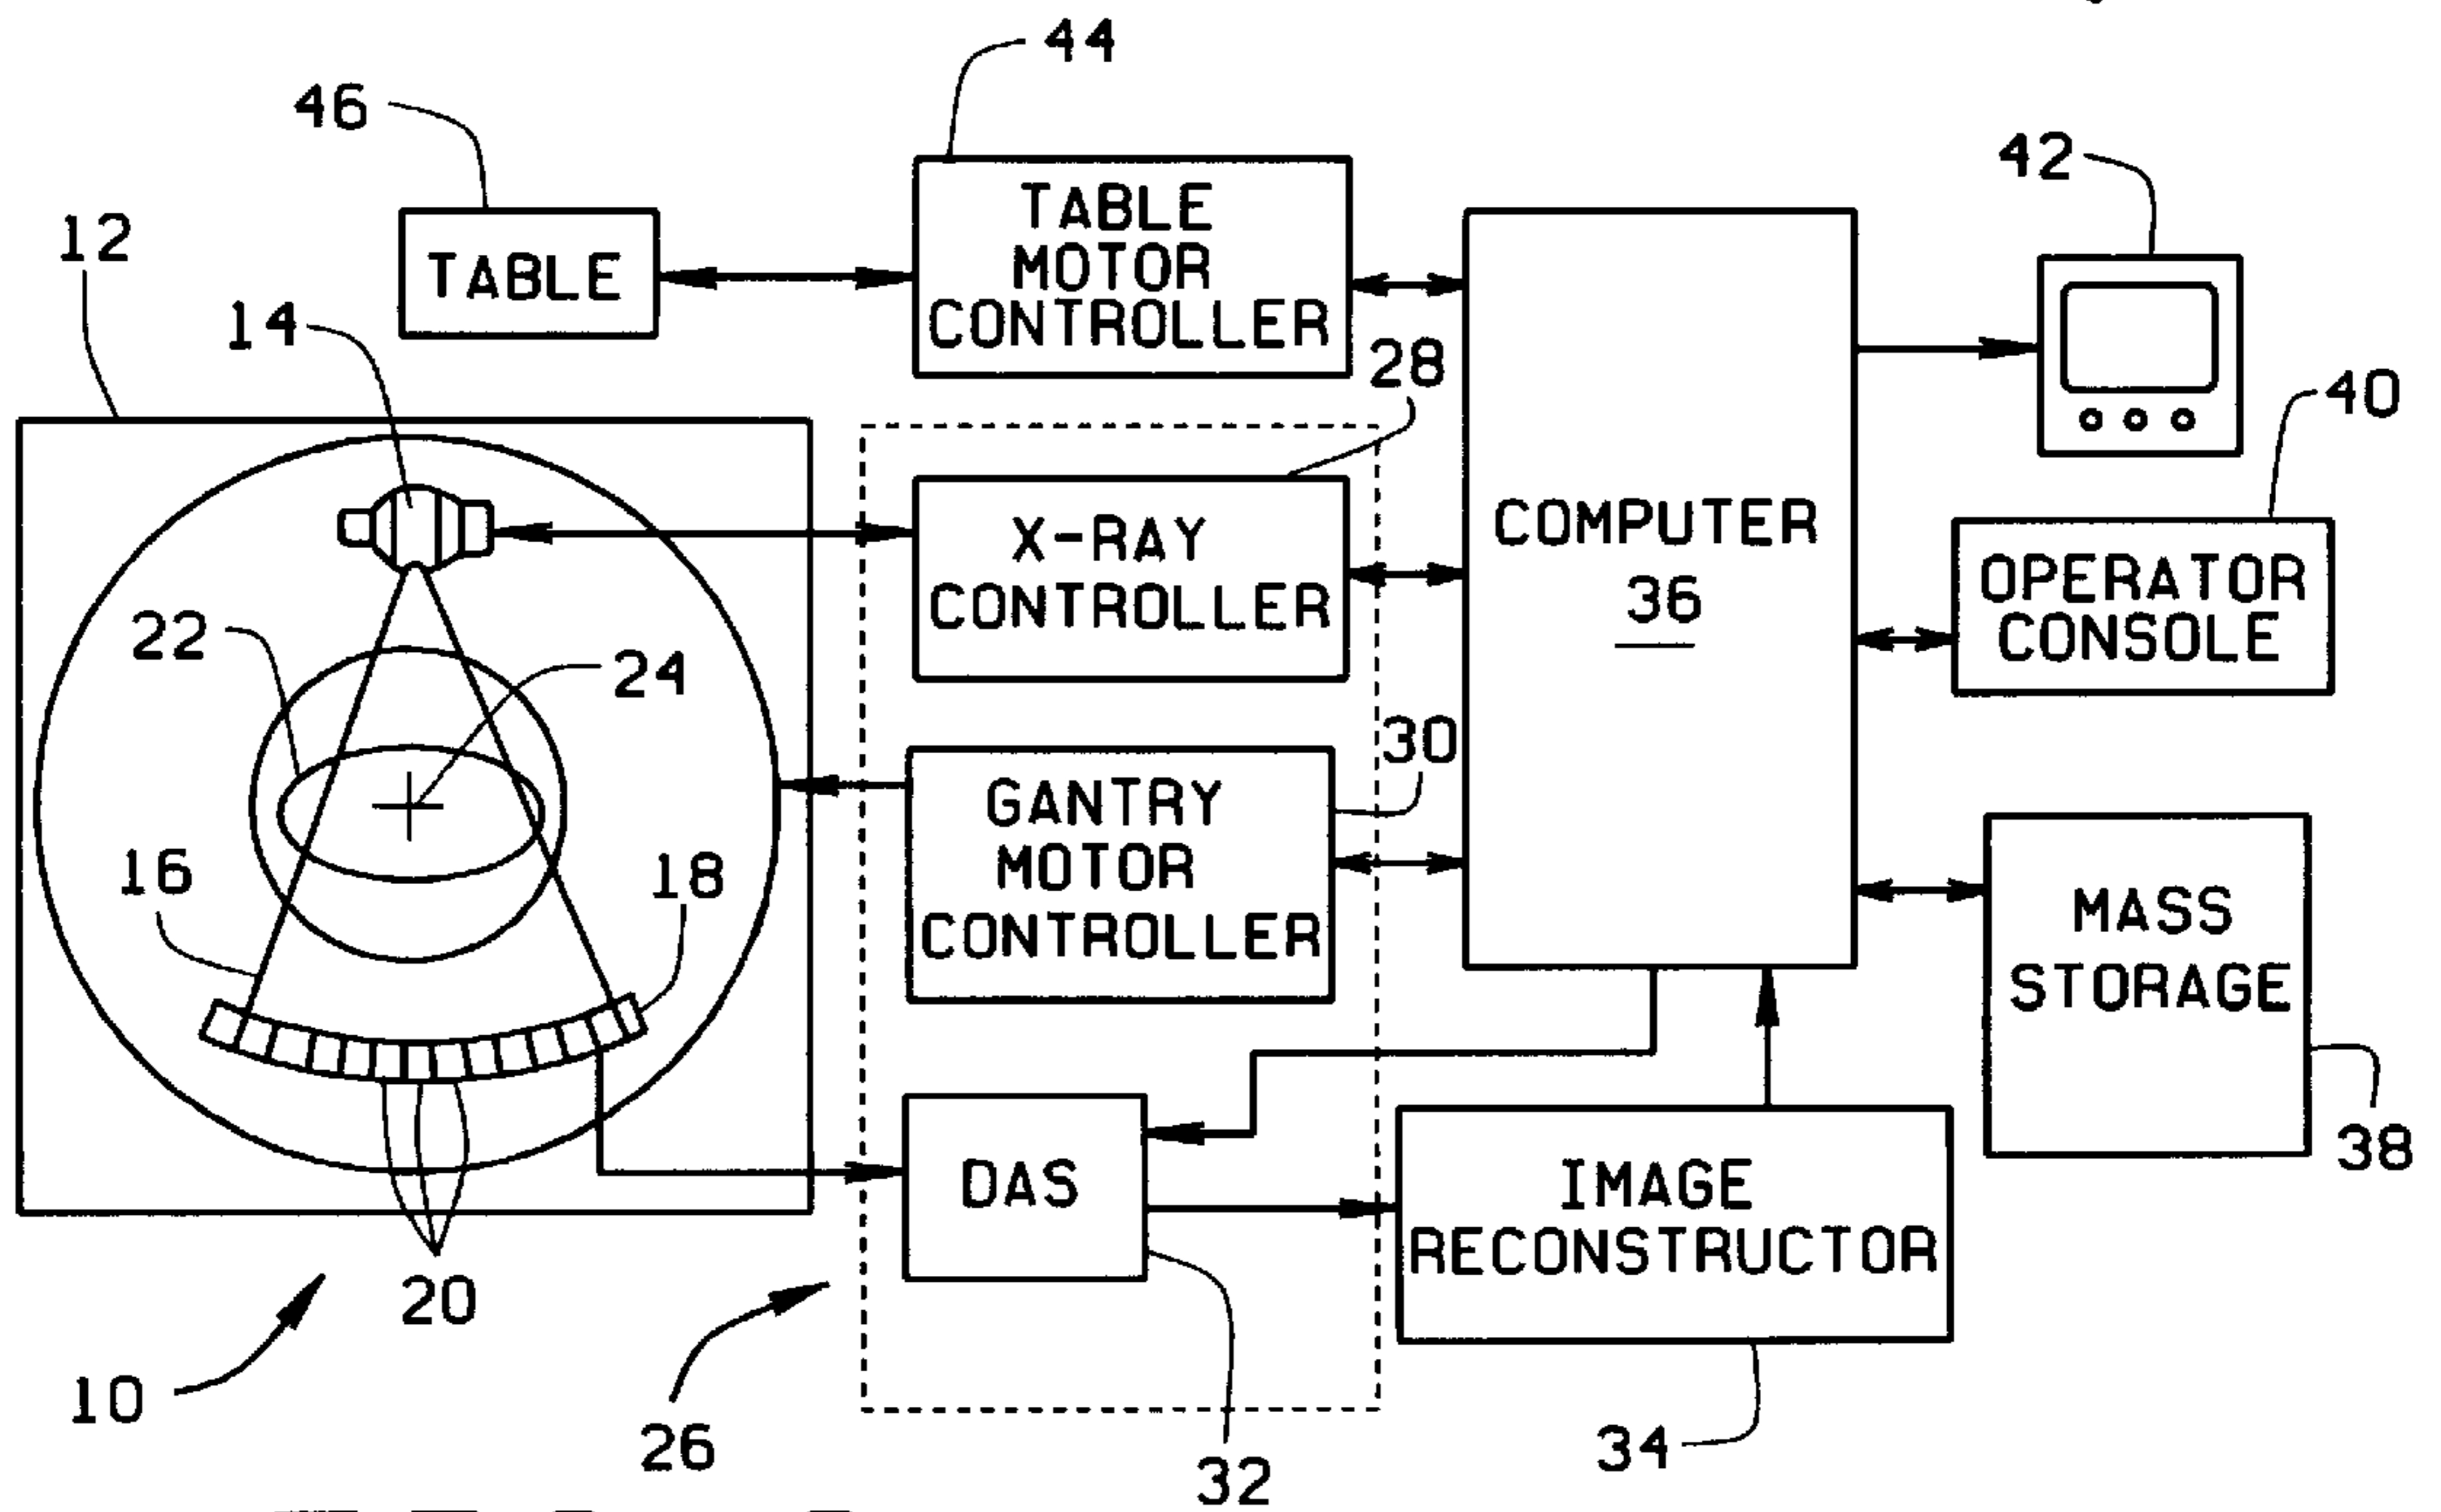 44
46
42
12
TABLE
MOTOR
CONTROLLER
TABLE
14
28
40
X-RAY
CONTROLLER
COMPUTER
36
OPERATOR
CONSOLE
22
24
30
GANTRY
MOTOR
CONTROLLER
16
18
MASS
STORAGE
38
DAS
IMAGE
RECONSTRUCTOR
20
10
26
32
34